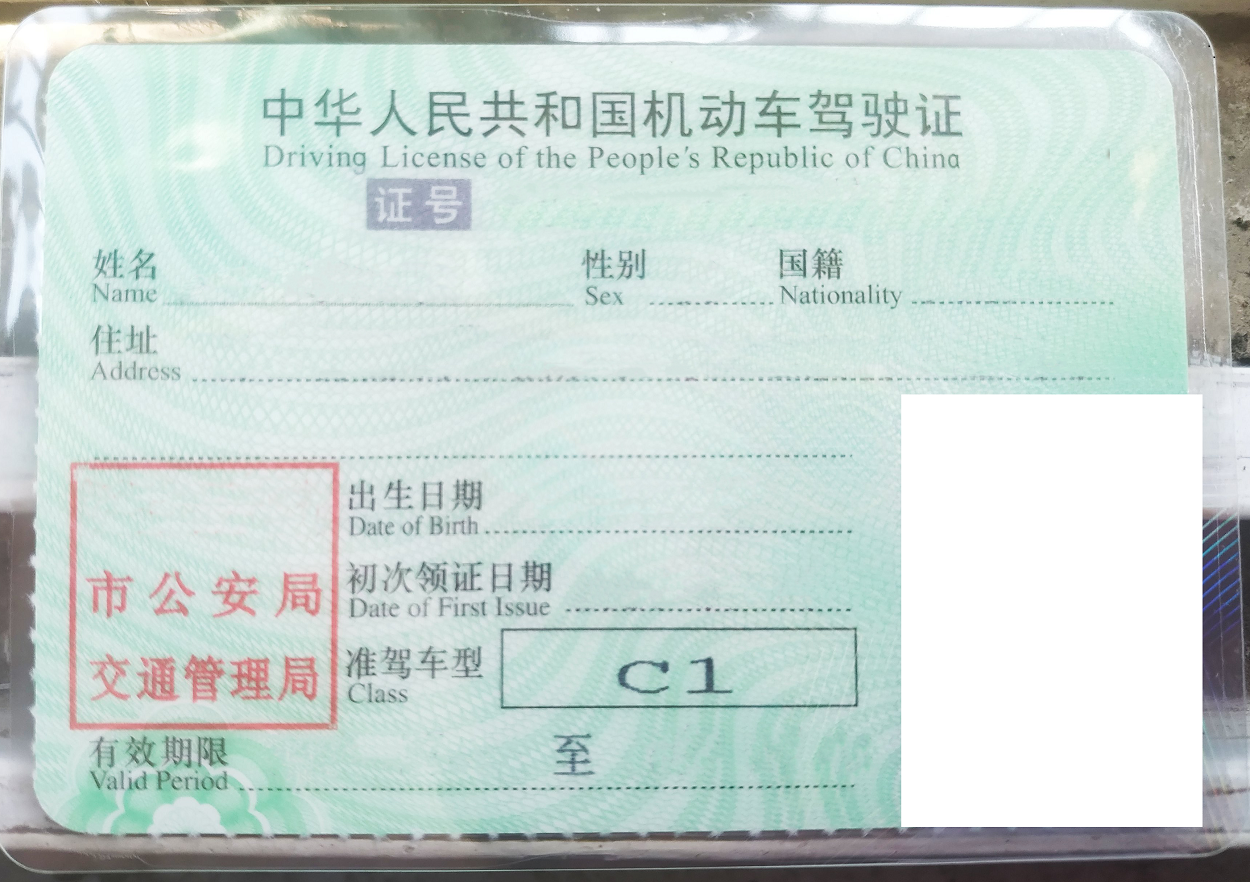 中华人民共和国机动车驾驶证
Driving License of the People's Republic of China
证号
姓名 性别 国籍
Name Sex Nationality
住址
Address
出生日期
Date of Birth
初次领证日期
Date of First Issue
市公安局
交通管理局
准驾车型 C1
Class
有效期限 至
Valid Period